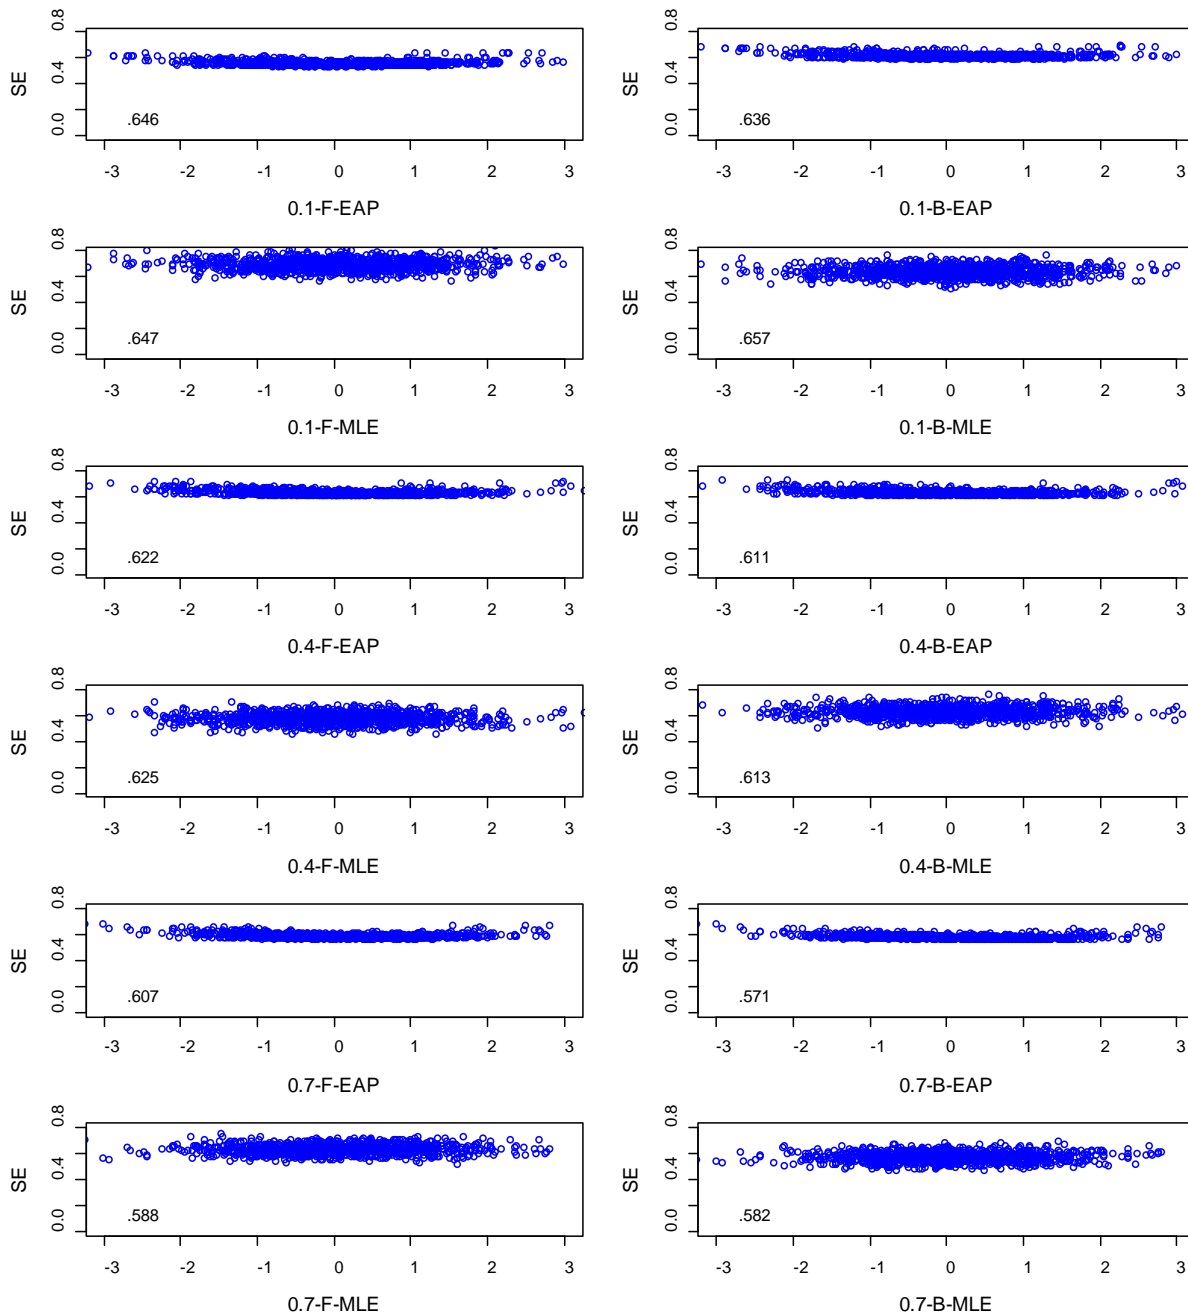 SE
0.0 0.4 0.8
.646
-3 -2 -1 0 1 2 3
0.1-F-EAP
SE
0.0 0.4 0.8
.636
-3 -2 -1 0 1 2 3
0.1-B-EAP
SE
0.0 0.4 0.8
.647
-3 -2 -1 0 1 2 3
0.1-F-MLE
SE
0.0 0.4 0.8
.657
-3 -2 -1 0 1 2 3
0.1-B-MLE
SE
0.0 0.4 0.8
.622
-3 -2 -1 0 1 2 3
0.4-F-EAP
SE
0.0 0.4 0.8
.611
-3 -2 -1 0 1 2 3
0.4-B-EAP
SE
0.0 0.4 0.8
.625
-3 -2 -1 0 1 2 3
0.4-F-MLE
SE
0.0 0.4 0.8
.613
-3 -2 -1 0 1 2 3
0.4-B-MLE
SE
0.0 0.4 0.8
.607
-3 -2 -1 0 1 2 3
0.7-F-EAP
SE
0.0 0.4 0.8
.571
-3 -2 -1 0 1 2 3
0.7-B-EAP
SE
0.0 0.4 0.8
.588
-3 -2 -1 0 1 2 3
0.7-F-MLE
SE
0.0 0.4 0.8
.582
-3 -2 -1 0 1 2 3
0.7-B-MLE